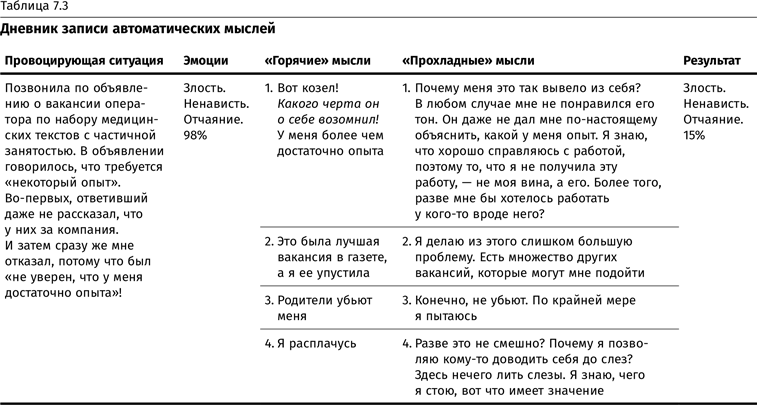 Таблица 7.3
Дневник записи автоматических мыслей
Провоцирующая ситуация
Эмоции
«Горячие» мысли
«Прохладные» мысли
Результат
Позвонила по объявле-
нию о вакансии опера-
тора по набору медицин-
ских текстов с частичной
занятостью. В объявлении
говорилось, что требуется
«некоторый опыт».
Во-первых, ответивший
даже не рассказал, что
у них за компания.
И затем сразу же мне
отказал, потому что был
«не уверен, что у меня
достаточно опыта»!
Злость.
Ненависть.
Отчаяние.
98%
1. Вот козел!
Какого черта он
о себе возомнил!
У меня более чем
достаточно опыта
1. Почему меня это так вывело из себя?
В любом случае мне не понравился его
тон. Он даже не дал мне по-настоящему
объяснить, какой у меня опыт. Я знаю,
что хорошо справляюсь с работой,
поэтому то, что я не получила эту
работу, — не моя вина, а его. Более того,
разве мне бы хотелось работать
у кого-то вроде него?
Злость.
Ненависть.
Отчаяние.
15%
2. Это была лучшая
вакансия в газете,
а я ее упустила
2. Я делаю из этого слишком большую
проблему. Есть множество других
вакансий, которые могут мне подойти
3. Родители убьют
меня
3. Конечно, не убьют. По крайней мере
я пытаюсь
4. Я расплачусь
4. Разве это не смешно? Почему я позво-
ляю кому-то доводить себя до слез?
Здесь нечего лить слезы. Я знаю, чего
я стою, вот что имеет значение